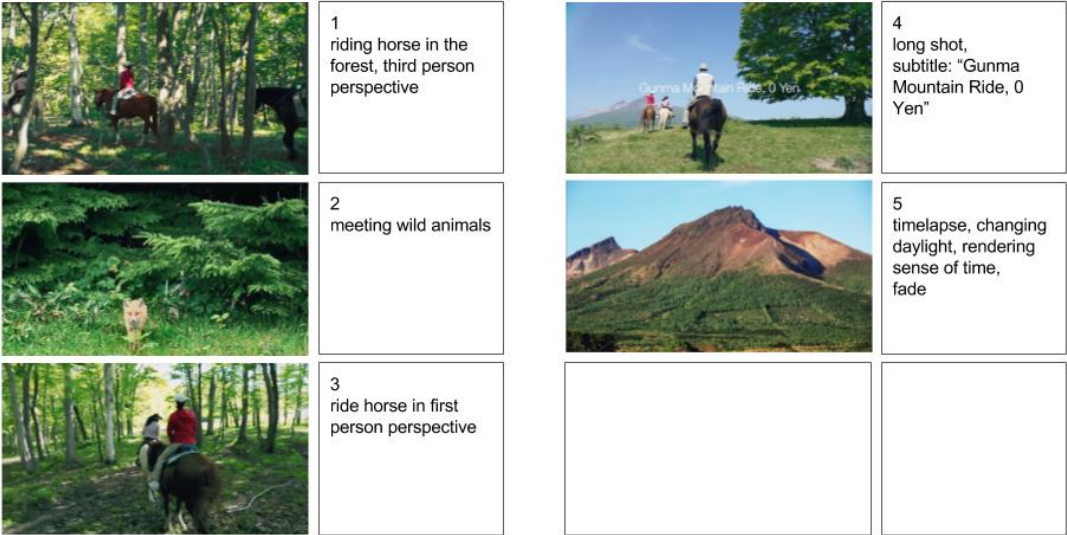 1
riding horse in the
forest, third person
perspective
2
meeting wild animals
3
ride horse in first
person perspective
4
long shot,
subtitle: “Gunma
Mountain Ride, 0
Yen”
Gunma Mountain Ride, 0 Yen
5
timelapse, changing
daylight, rendering
sense of time,
fade